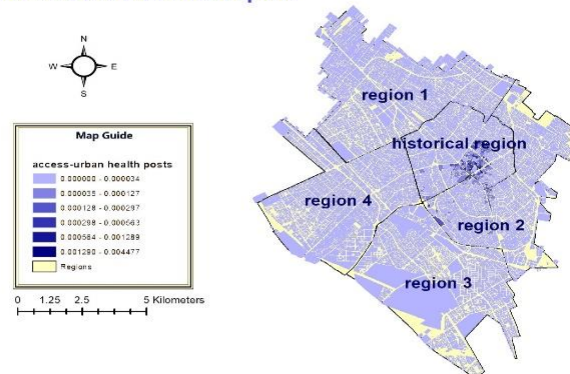 N
W E
S
Map Guide
access-urban health posts
0.000000 - 0.000034
0.000035 - 0.000127
0.000128 - 0.000297
0.000298 - 0.000563
0.000564 - 0.001289
0.001290 - 0.004477
Regions
0 1.25 2.5 5 Kilometers
region 1
historical region
region 4
region 2
region 3